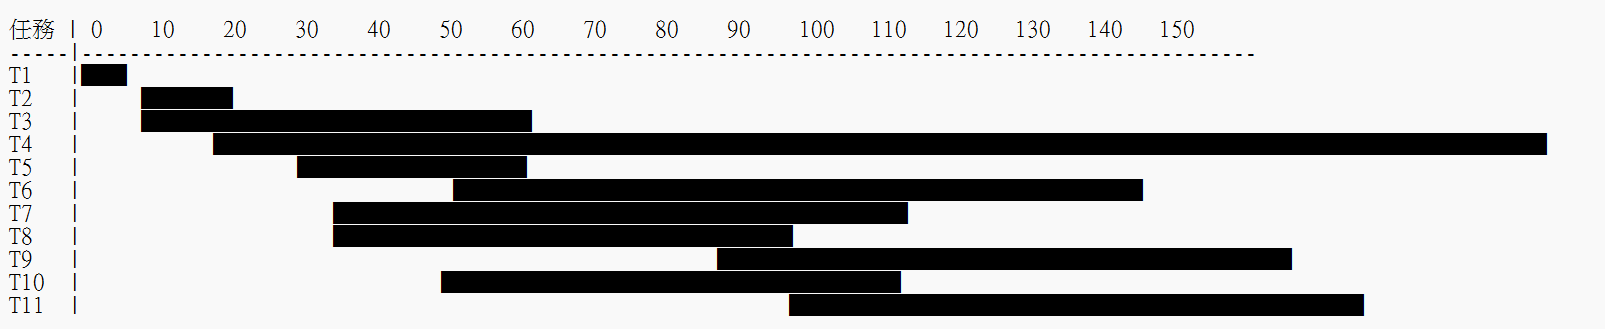 任務 | 0 10 20 30 40 50 60 70 80 90 100 110 120 130 140 150
-----|--------------------------------------------------------------------------------------------------
T1 |████
T2 | ████████
T3 | ██████████████████████████████████
T4 | ████████████████████████████████████████████████████████████████████████████████████████████████████████████████████
T5 | ████████████████████
T6 | ████████████████████████████████████████████████████████████
T7 | ██████████████████████████████████████████████████
T8 | ████████████████████████████████████████
T9 | ██████████████████████████████████████████████████
T10 | ████████████████████████████████████████
T11 | ██████████████████████████████████████████████████